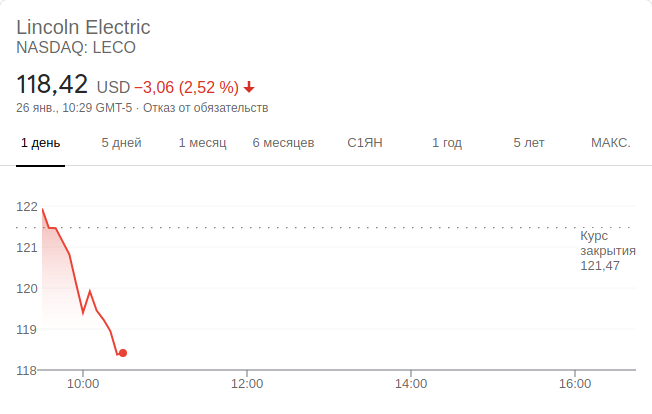 Lincoln Electric
NASDAQ: LECO
118,42 USD −3,06 (2,52 %)
26 янв., 10:29 GMT-5 · Отказ от обязательств
1 день 5 дней 1 месяц 6 месяцев С1ЯН 1 год 5 лет МАКС.
122
121
120
119
118
Курс
закрытия
121,47
10:00 12:00 14:00 16:00